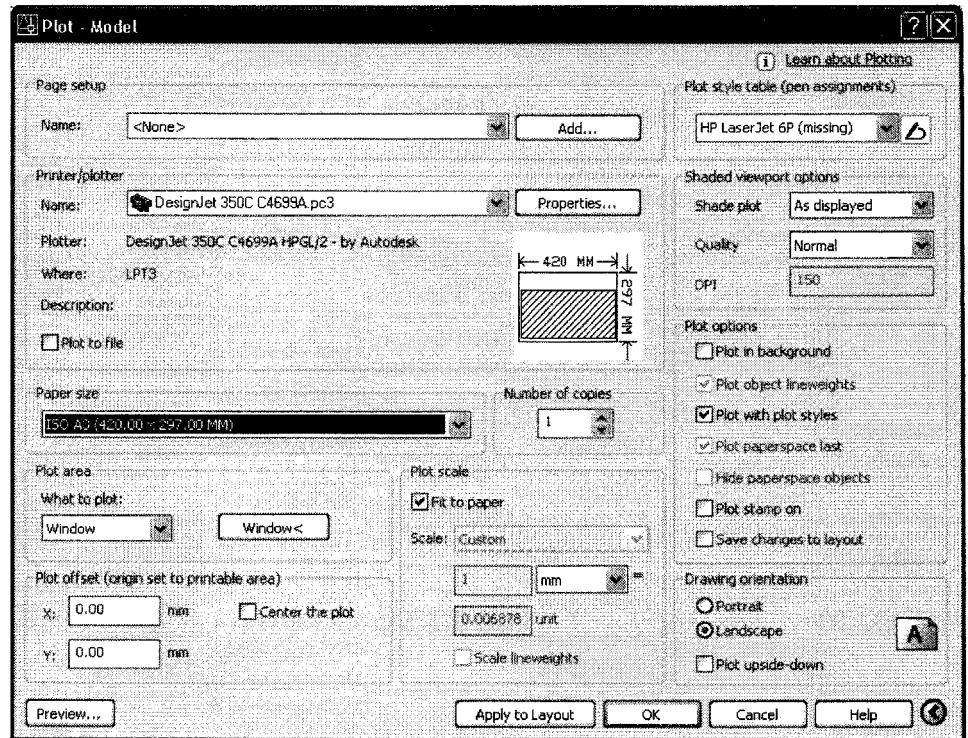 Plot - Model
Learn about Plotting
Page setup
Name: <None> Add...
Plot style table (pen assignments)
HP LaserJet 6P (missing)
Printer/plotter
Name: DesignJet 350C C4699A.pc3 Properties...
Plotter: DesignJet 350C C4699A HPGL/2 - by Autodesk
Where: LPT3
Description:
Plot to file
420 MM
297 MM
Shaded viewport options
Shade plot As displayed
Quality Normal
DPI 150
Paper size
ISO A3 (420.00 x 297.00 MM)
Number of copies
1
Plot area
What to plot:
Window Window<
Plot scale
Fit to paper
Scale: Custom
1 mm =
0.006878 unit
Scale lineweights
Plot offset (origin set to printable area)
X: 0.00 mm Center the plot
Y: 0.00 mm
Plot options
Plot in background
Plot object lineweights
Plot with plot styles
Plot paperspace last
Hide paperspace objects
Plot stamp on
Save changes to layout
Drawing orientation
Portrait
Landscape
Plot upside-down
A
Preview... Apply to Layout OK Cancel Help